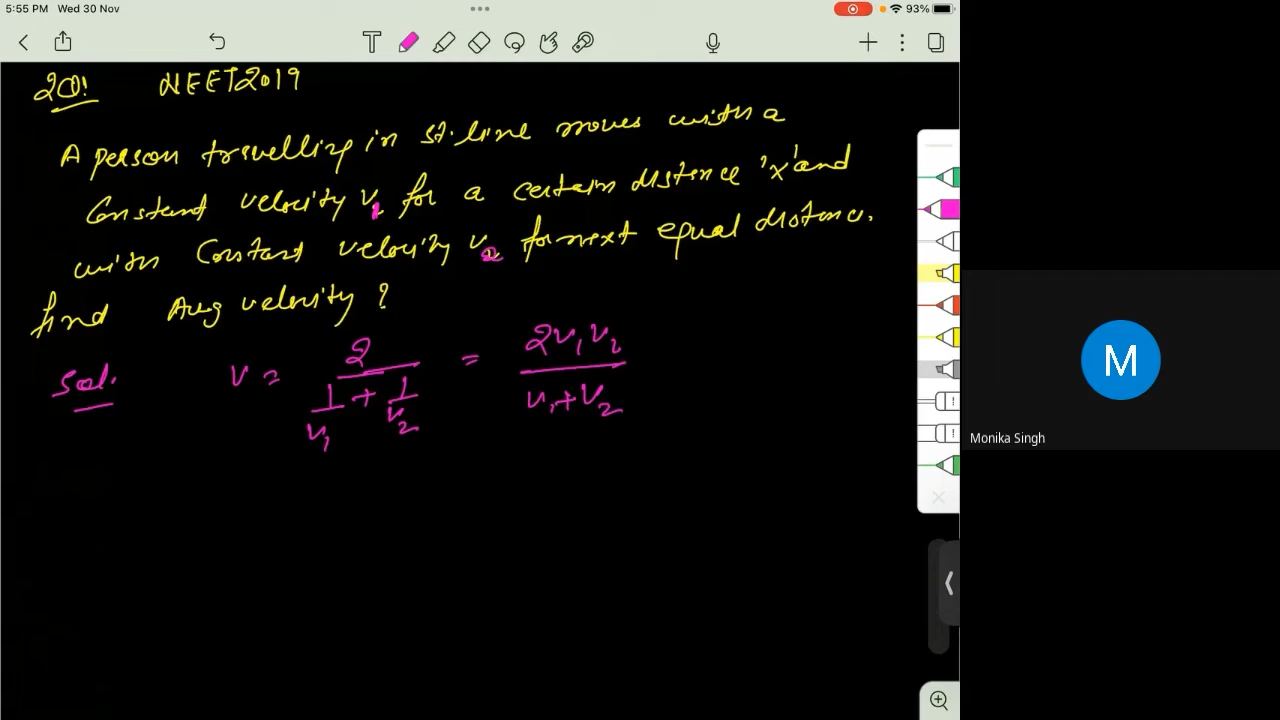 5:55 PM Wed 30 Nov
93%
20! NEET2019
A person travelling in st. line moves with a
Constant velocity v1 for a certain distance 'x' and
with Constant velocity v2 for next equal distance.
find Avg velocity ?
Sol. v = 2 / (1/v1 + 1/v2) = 2v1v2 / (v1+v2)
M
Monika Singh